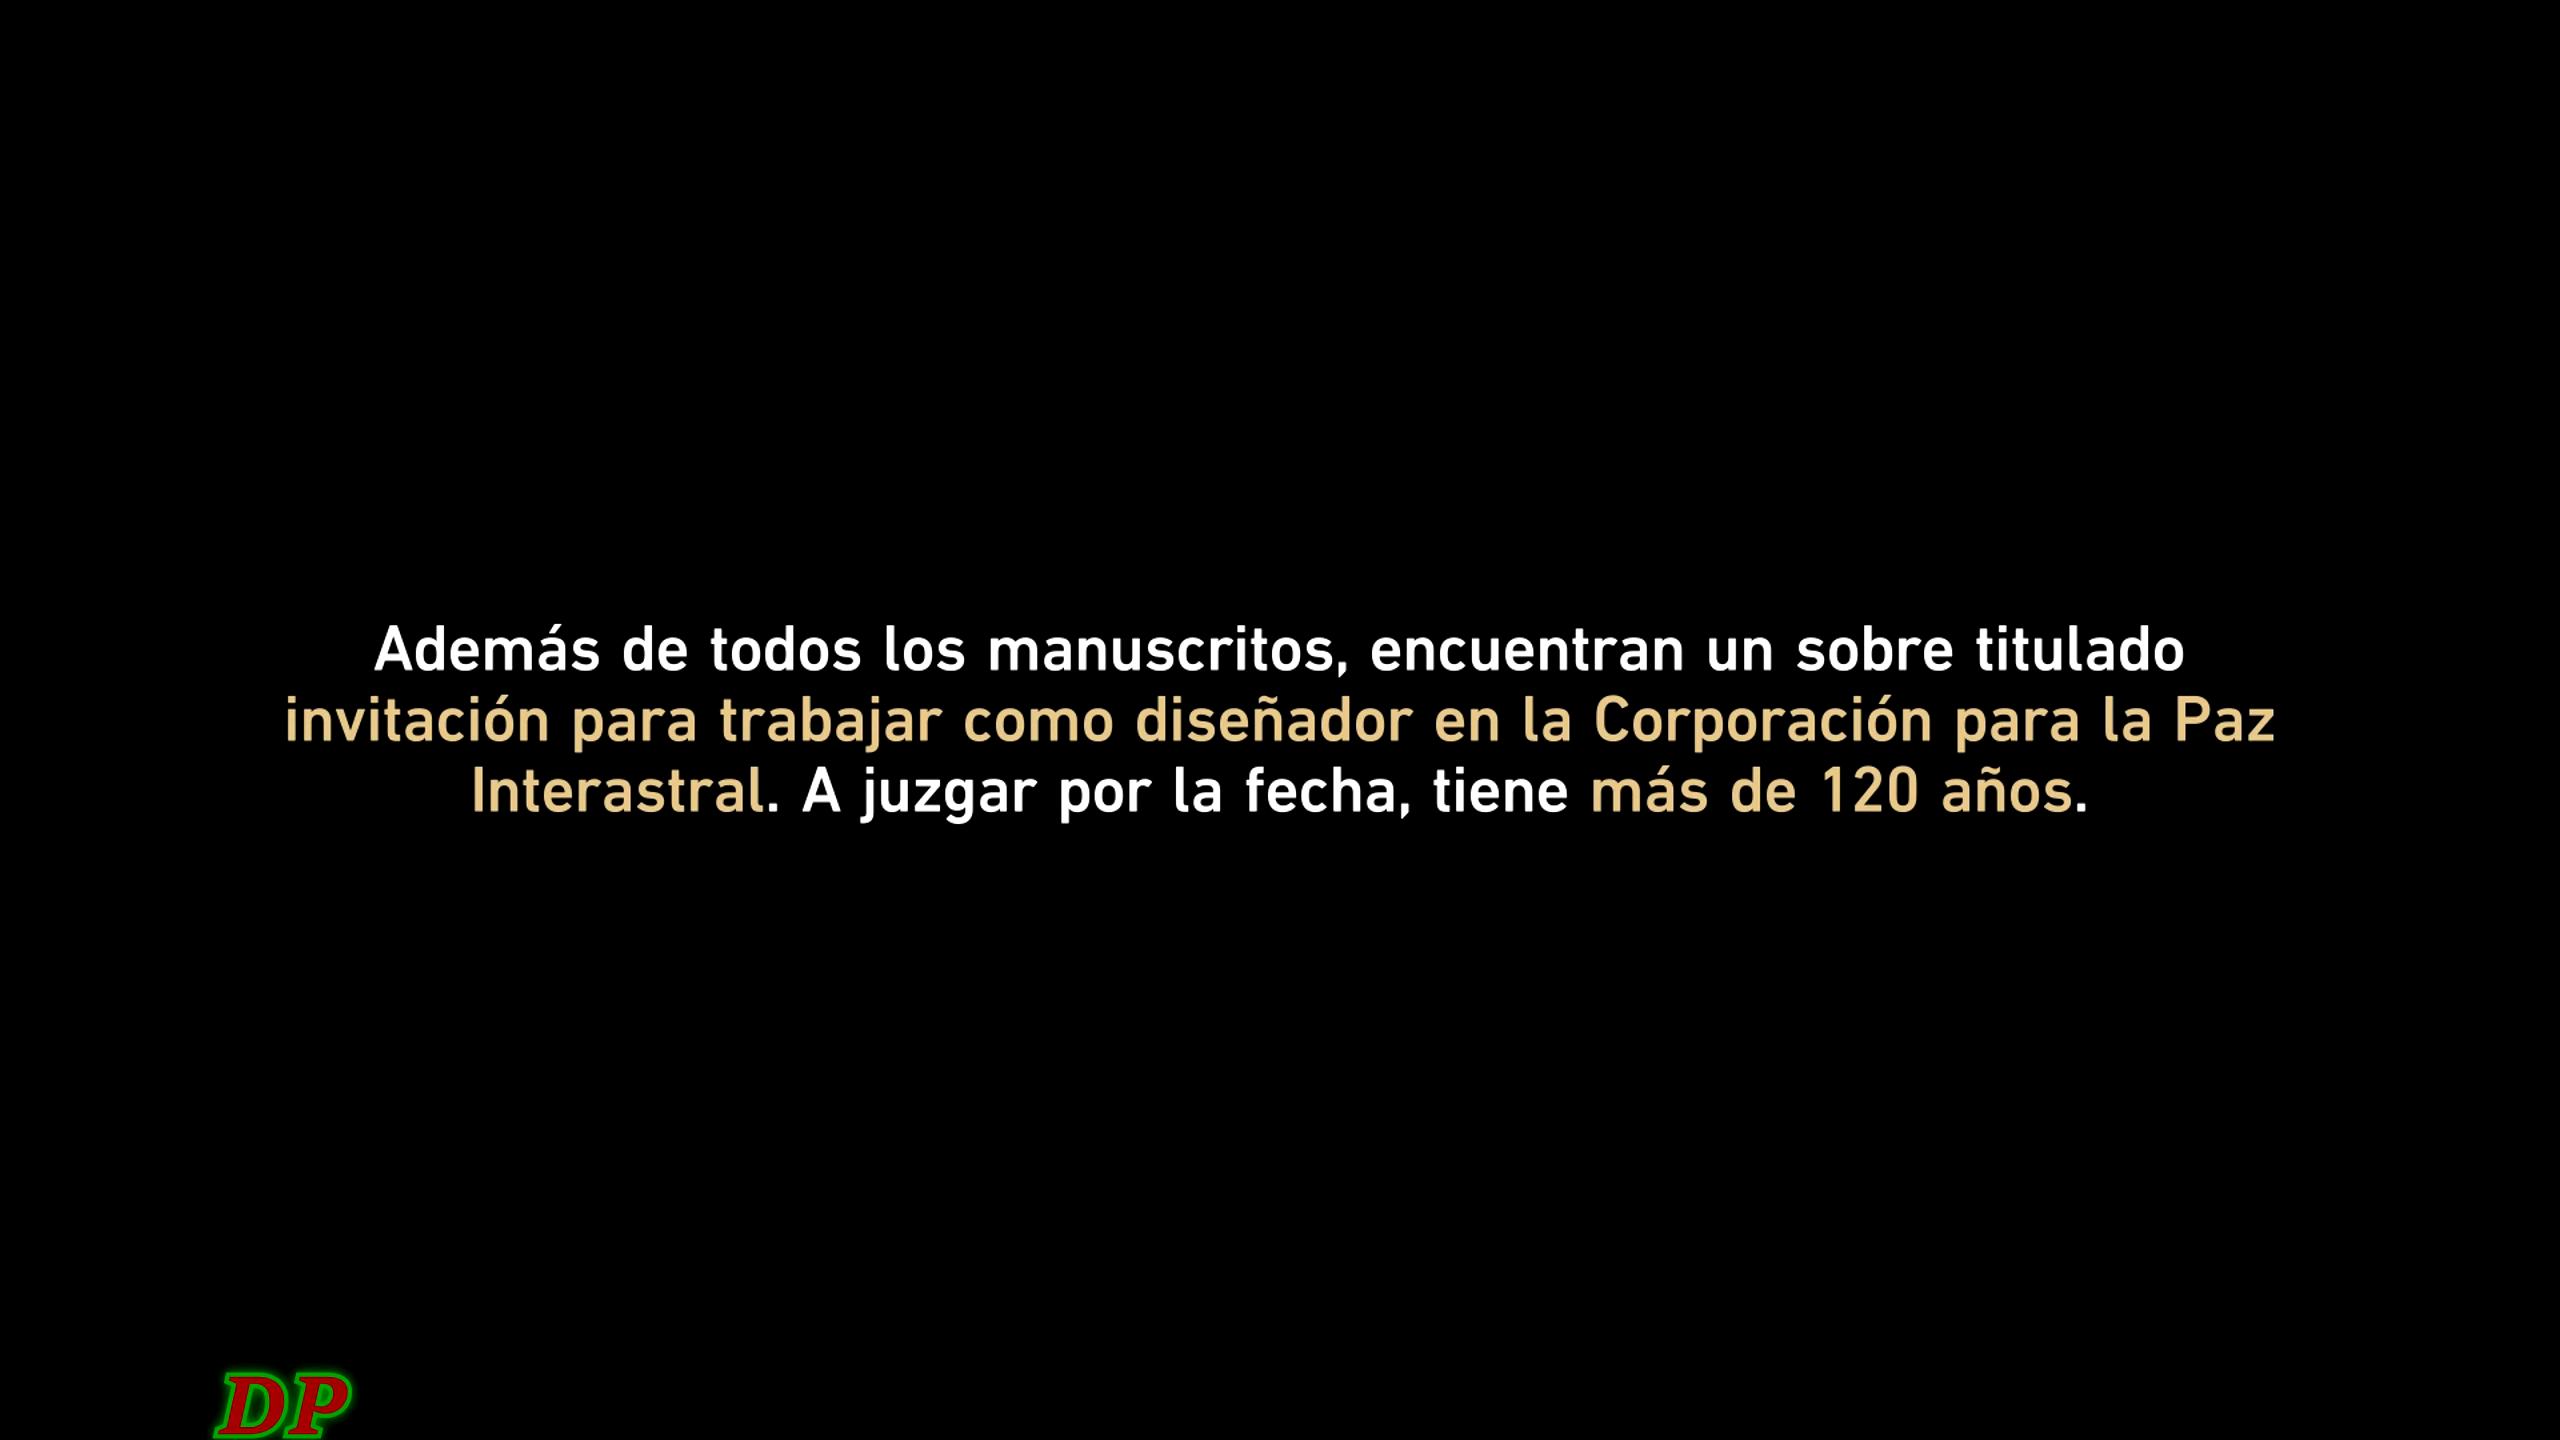 Además de todos los manuscritos, encuentran un sobre titulado
invitación para trabajar como diseñador en la Corporación para la Paz
Interastral. A juzgar por la fecha, tiene más de 120 años.
DP